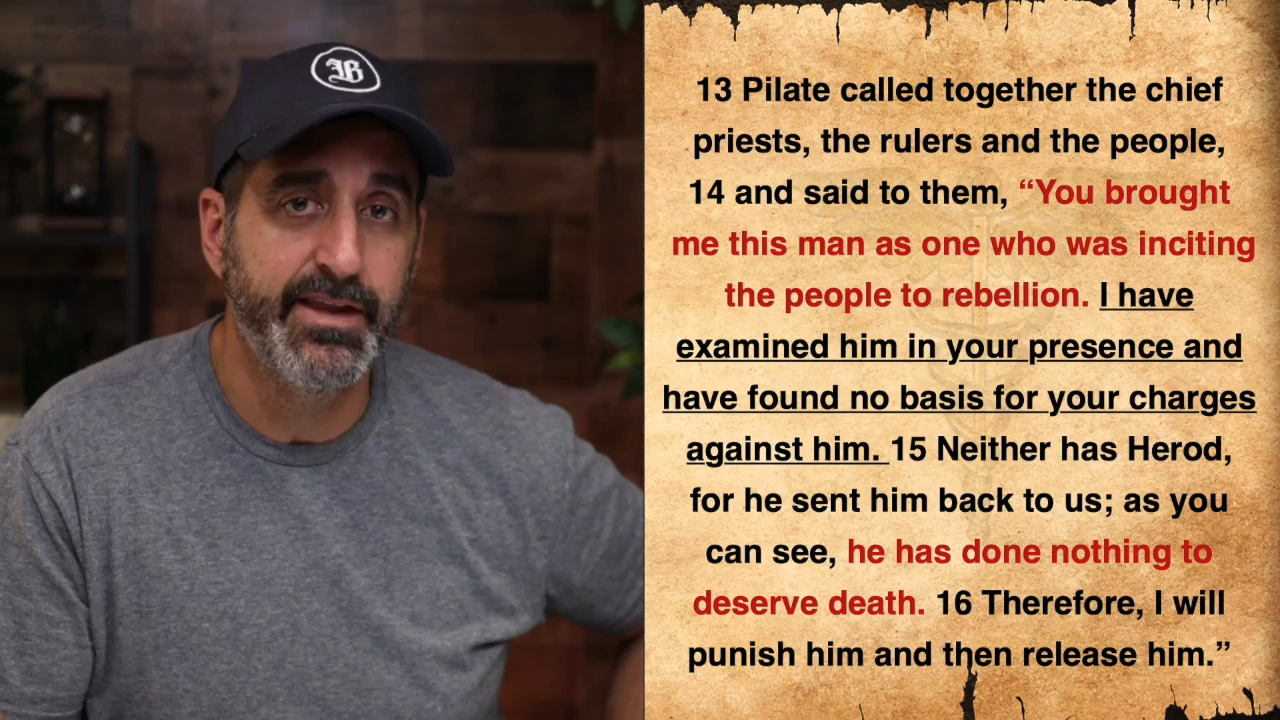 B
13 Pilate called together the chief
priests, the rulers and the people,
14 and said to them, “You brought
me this man as one who was inciting
the people to rebellion. I have
examined him in your presence and
have found no basis for your charges
against him. 15 Neither has Herod,
for he sent him back to us; as you
can see, he has done nothing to
deserve death. 16 Therefore, I will
punish him and then release him.”